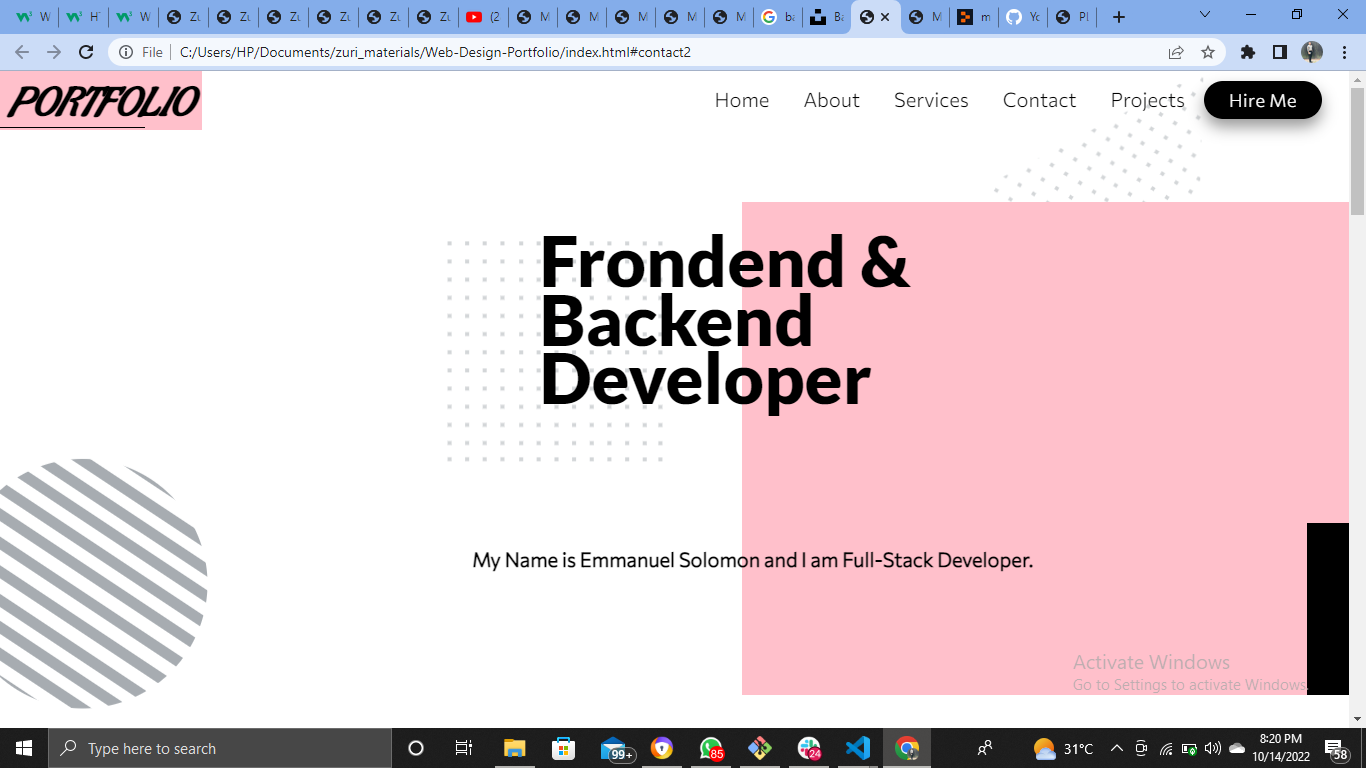 W
H
W
Zu
Zu
Zu
Zu
Zu
Zu
(2
M
M
M
M
M
ba
Ba
M
m
Yo
Pl
File
C:/Users/HP/Documents/zuri_materials/Web-Design-Portfolio/index.html#contact2
PORTFOLIO
Home
About
Services
Contact
Projects
Hire Me
Frondend &
Backend
Developer
My Name is Emmanuel Solomon and I am Full-Stack Developer.
Activate Windows
Go to Settings to activate Windows.
Type here to search
99+
85
24
31°C
8:20 PM
10/14/2022
58